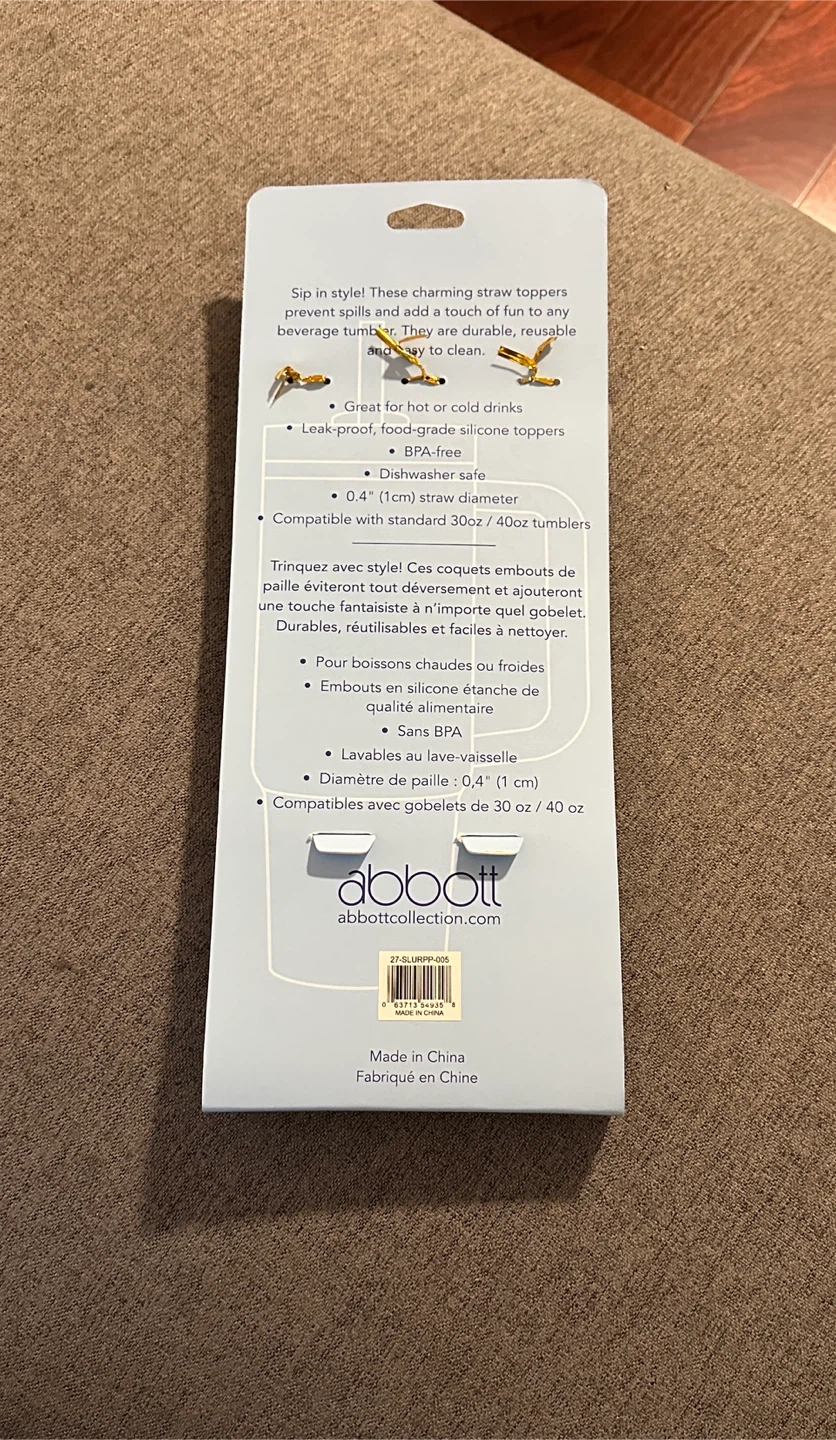 Sip in style! These charming straw toppers
prevent spills and add a touch of fun to any
beverage tumbler. They are durable, reusable
and easy to clean.
• Great for hot or cold drinks
• Leak-proof, food-grade silicone toppers
• BPA-free
• Dishwasher safe
• 0.4" (1cm) straw diameter
• Compatible with standard 30oz / 40oz tumblers
Trinquez avec style! Ces coquets embouts de
paille éviteront tout déversement et ajouteront
une touche fantaisiste à n'importe quel gobelet.
Durables, réutilisables et faciles à nettoyer.
• Pour boissons chaudes ou froides
• Embouts en silicone étanche de
qualité alimentaire
• Sans BPA
• Lavables au lave-vaisselle
• Diamètre de paille : 0,4" (1 cm)
• Compatibles avec gobelets de 30 oz / 40 oz
abbott
abbottcollection.com
27-SLURPP-005
0 63713 54935 8
MADE IN CHINA
Made in China
Fabriqué en Chine